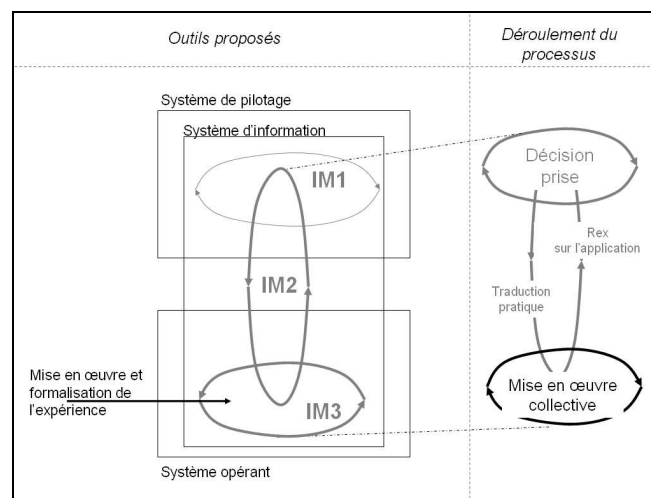 Outils proposés
Déroulement du
processus
Système de pilotage
Système d'information
IM1
IM2
IM3
Mise en œuvre et
formalisation de
l'expérience
Système opérant
Décision
prise
Rex
sur l'application
Traduction
pratique
Mise en œuvre
collective